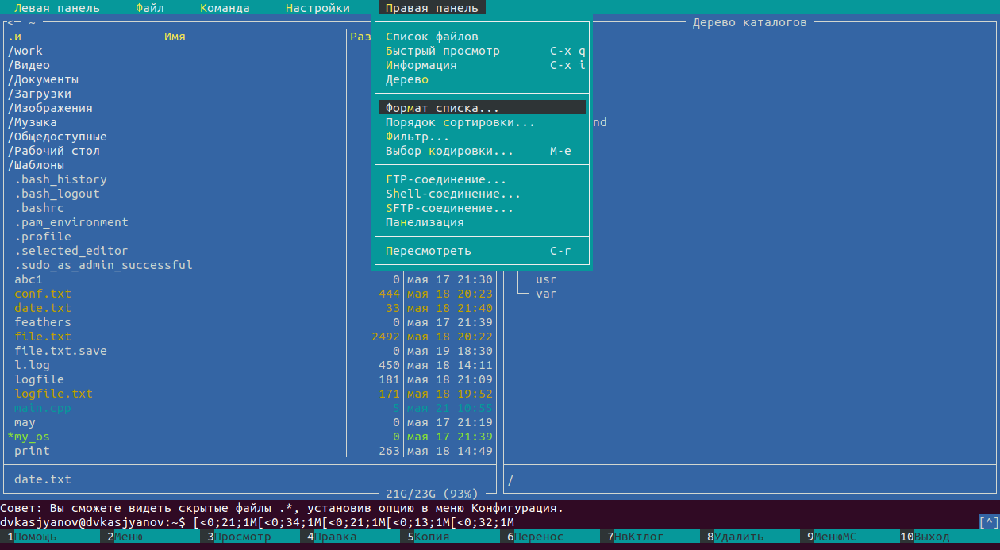 Левая панель Файл Команда Настройки Правая панель
<─ ~ Дерево каталогов
.и Имя Раз Список файлов
/work Быстрый просмотр C-x q
/Видео Информация C-x i
/Документы Дерево
/Загрузки
/Изображения Формат списка...
/Музыка Порядок сортировки... nd
/Общедоступные Фильтр...
/Рабочий стол Выбор кодировки... M-e
/Шаблоны
.bash_history FTP-соединение...
.bash_logout Shell-соединение...
.bashrc SFTP-соединение...
.pam_environment Панелизация
.profile
.selected_editor Пересмотреть C-r
.sudo_as_admin_successful
abc1 0 мая 17 21:30 usr
conf.txt 444 мая 18 20:23 var
date.txt 33 мая 18 21:40
feathers 0 мая 17 21:39
file.txt 2492 мая 18 20:22
file.txt.save 0 мая 19 18:30
l.log 450 мая 18 14:11
logfile 181 мая 18 21:09
logfile.txt 171 мая 18 19:52
main.cpp 5 мая 21 10:55
may 0 мая 17 21:19
*my_os 0 мая 17 21:39
print 263 мая 18 14:49
date.txt /
21G/23G (93%)
Совет: Вы сможете видеть скрытые файлы .*, установив опцию в меню Конфигурация.
dvkasjyanov@dvkasjyanov:~$ [<0;21;1M[<0;34;1M[<0;21;1M[<0;13;1M[<0;32;1M [^]
1Помощь 2Меню 3Просмотр 4Правка 5Копия 6Перенос 7НвКтлог 8Удалить 9МенюМС 10Выход